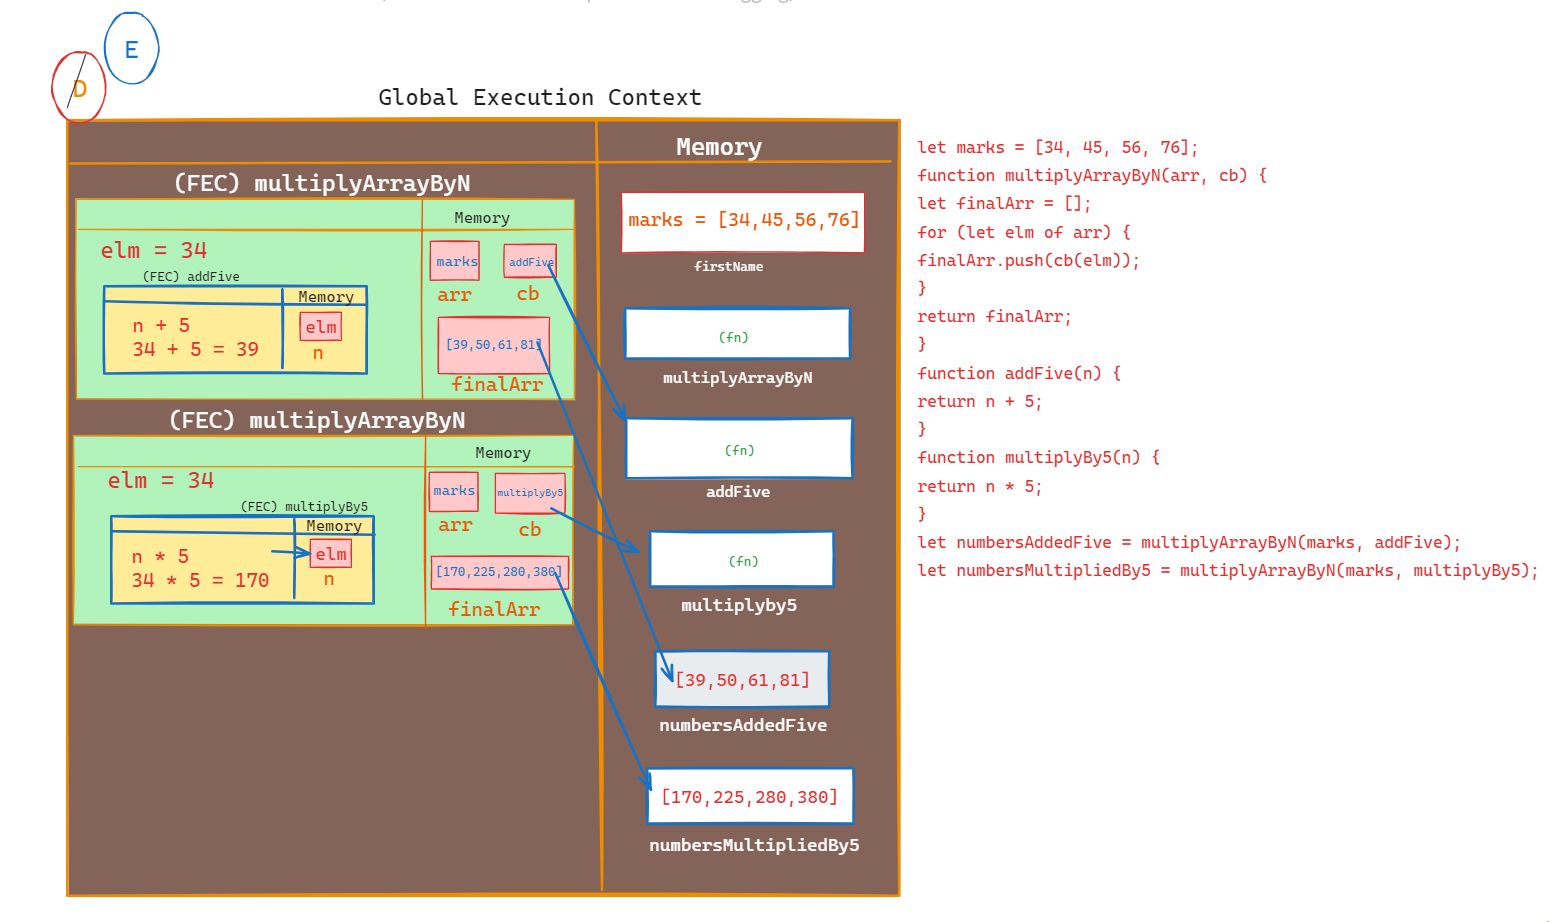 E
D
Global Execution Context
Memory
(FEC) multiplyArrayByN
Memory
elm = 34
marks
addFive
arr
cb
(FEC) addFive
Memory
n + 5
34 + 5 = 39
elm
n
[39,50,61,81]
finalArr
(FEC) multiplyArrayByN
Memory
elm = 34
marks
multiplyBy5
arr
cb
(FEC) multiplyBy5
Memory
n * 5
34 * 5 = 170
elm
n
[170,225,280,380]
finalArr
marks = [34,45,56,76]
firstName
(fn)
multiplyArrayByN
(fn)
addFive
(fn)
multiplyby5
[39,50,61,81]
numbersAddedFive
[170,225,280,380]
numbersMultipliedBy5
let marks = [34, 45, 56, 76];
function multiplyArrayByN(arr, cb) {
let finalArr = [];
for (let elm of arr) {
finalArr.push(cb(elm));
}
return finalArr;
}
function addFive(n) {
return n + 5;
}
function multiplyBy5(n) {
return n * 5;
}
let numbersAddedFive = multiplyArrayByN(marks, addFive);
let numbersMultipliedBy5 = multiplyArrayByN(marks, multiplyBy5);